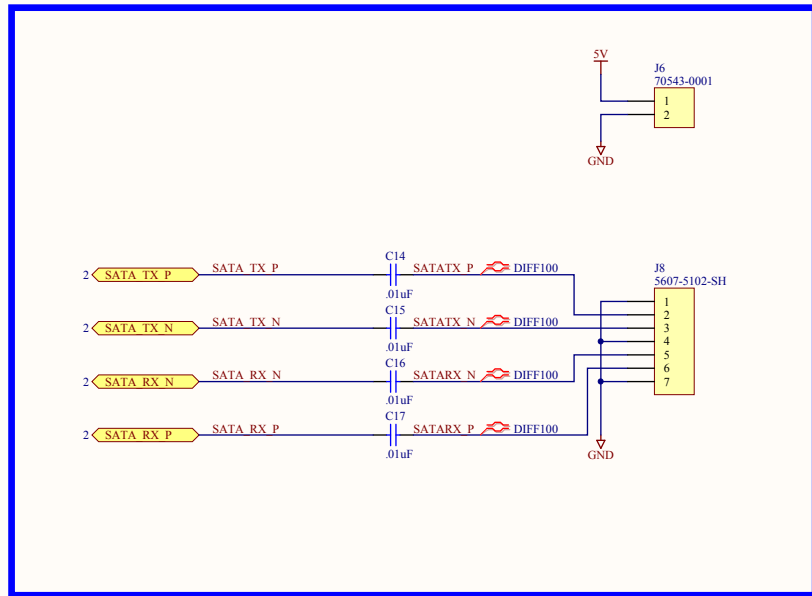 5V
J6
70543-0001
1
2
GND
2 SATA_TX_P SATA_TX_P C14 .01uF SATATX_P DIFF100
2 SATA_TX_N SATA_TX_N C15 .01uF SATATX_N DIFF100
2 SATA_RX_N SATA_RX_N C16 .01uF SATARX_N DIFF100
2 SATA_RX_P SATA_RX_P C17 .01uF SATARX_P DIFF100
J8
5607-5102-SH
1
2
3
4
5
6
7
GND